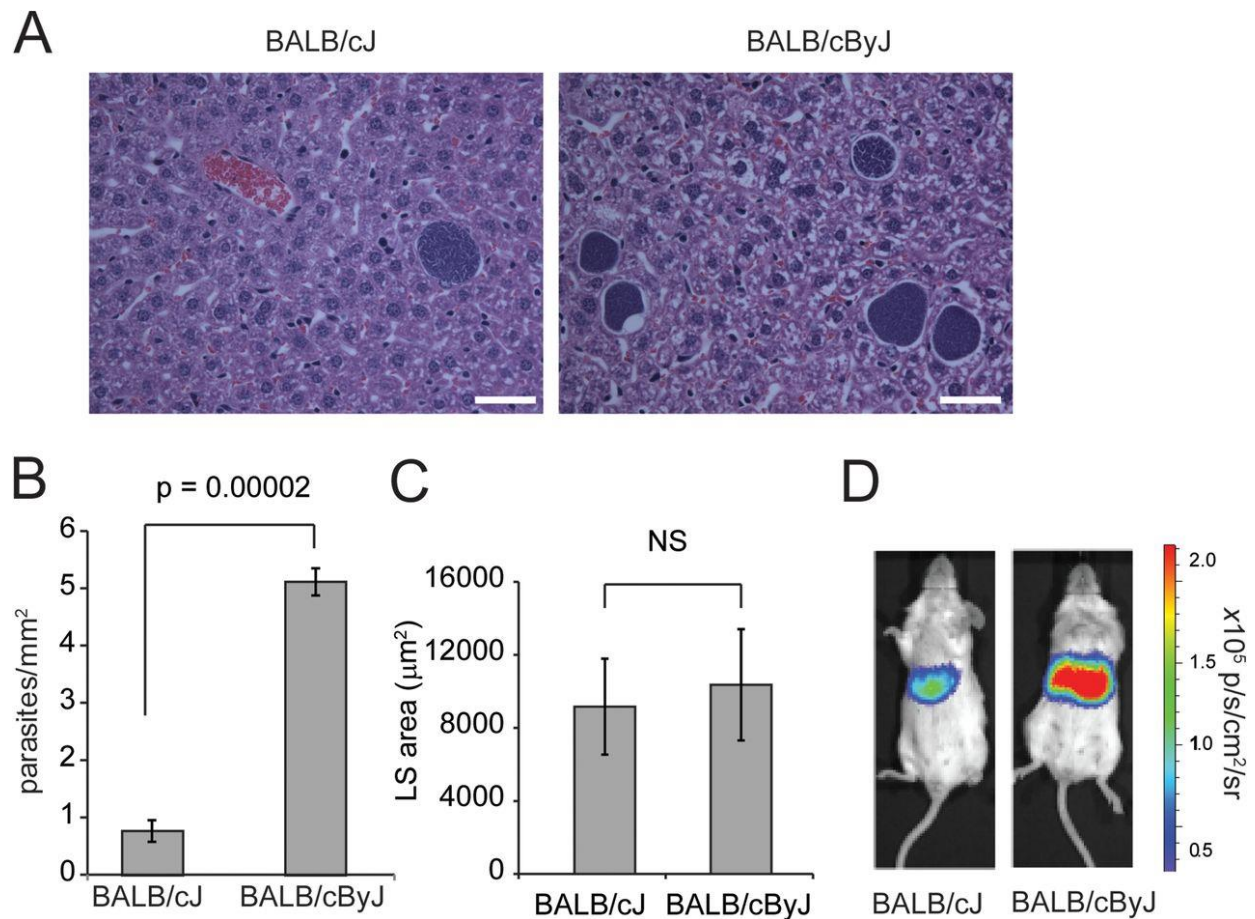 A
BALB/cJ
BALB/cByJ
B
p = 0.00002
parasites/mm²
6
5
4
3
2
1
0
BALB/cJ
BALB/cByJ
C
NS
LS area (μm²)
16000
12000
8000
4000
0
BALB/cJ
BALB/cByJ
D
2.0
1.5
1.0
0.5
x10⁵ p/s/cm²/sr
BALB/cJ
BALB/cByJ